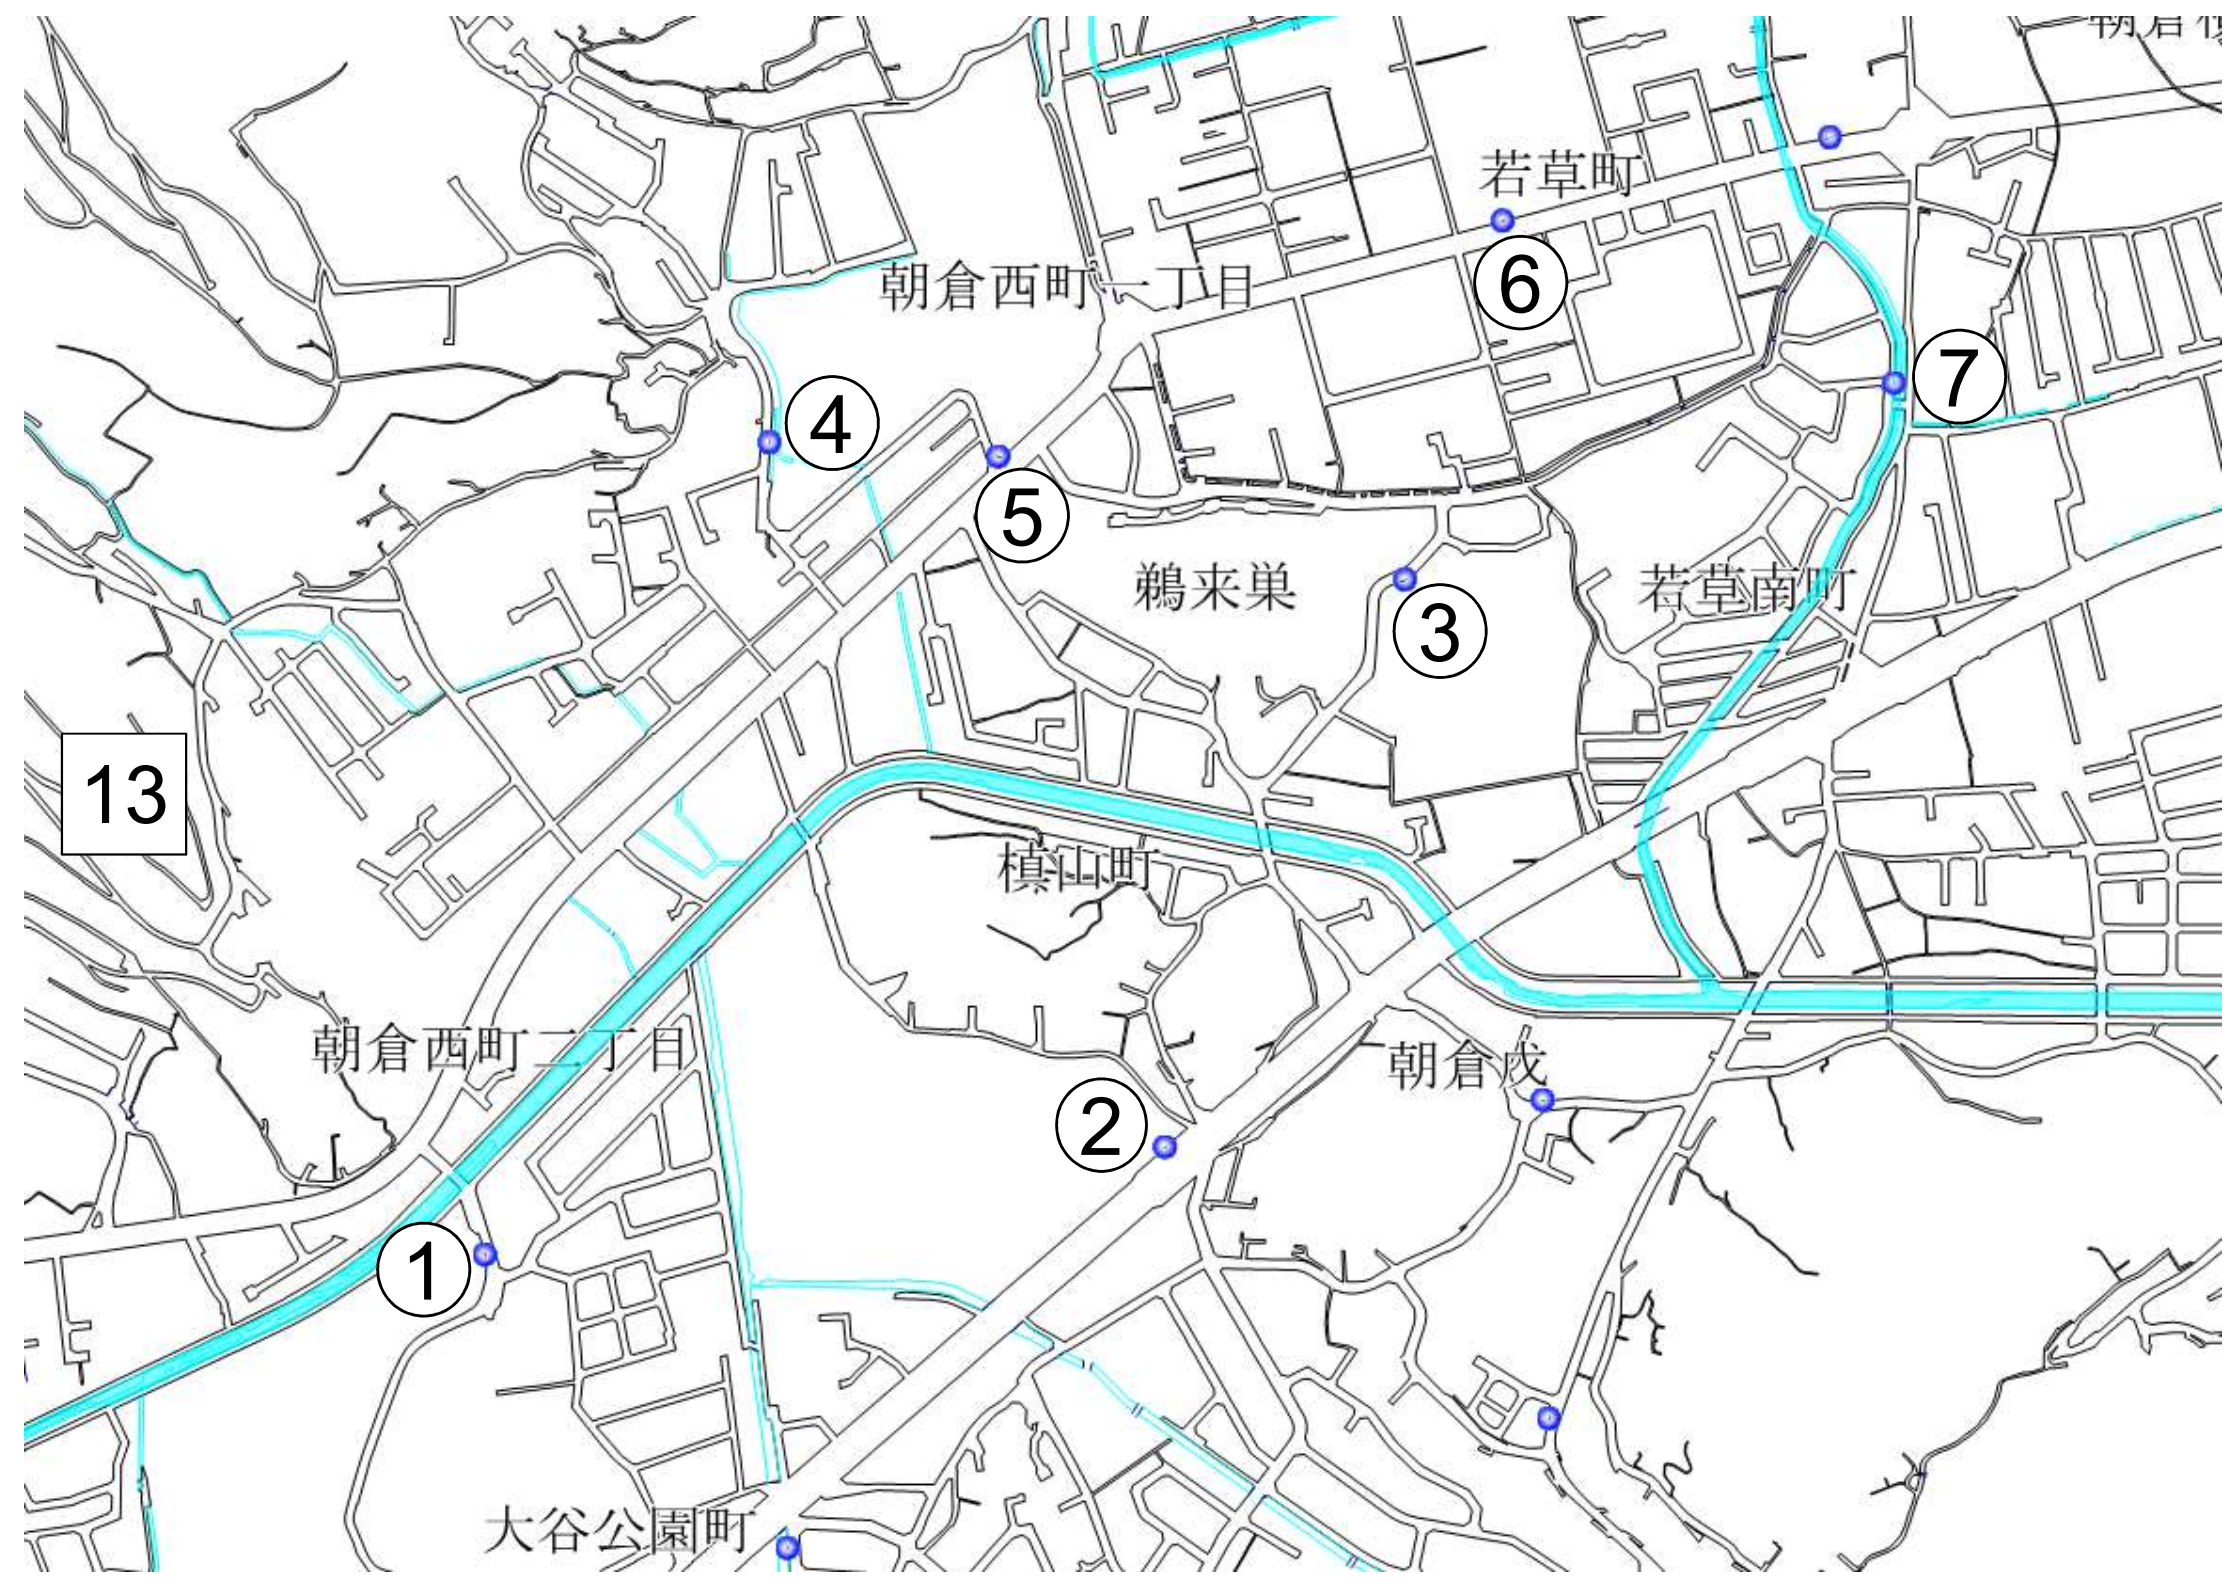 若草町
朝倉西町一丁目
⑥
⑦
④
⑤
鵜来巣
若草南町
③
13
槙山町
朝倉西町二丁目
朝倉戊
②
①
大谷公園町